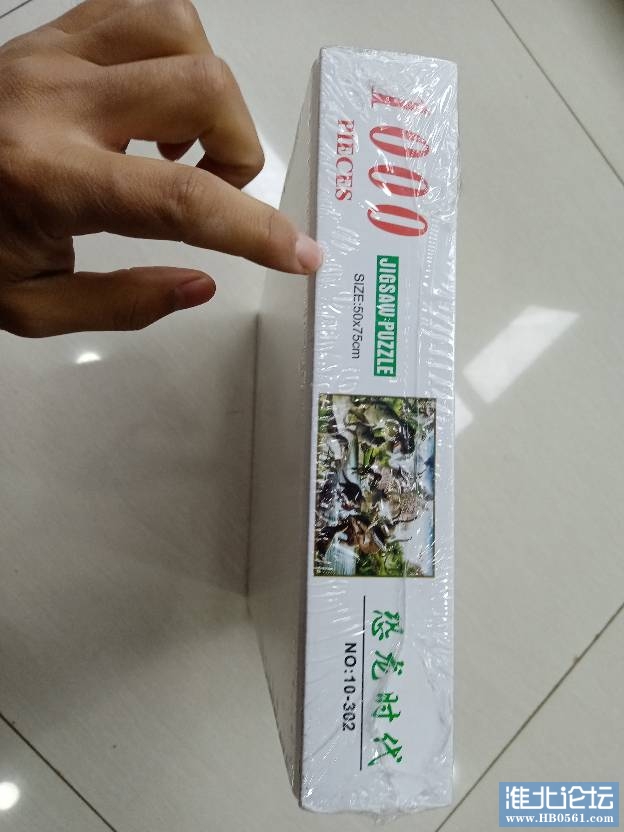 1000
PIECES
JIGSAW PUZZLE
SIZE:50x75cm
恐龙时代
NO:10-302
淮北论坛
www.HB0561.com